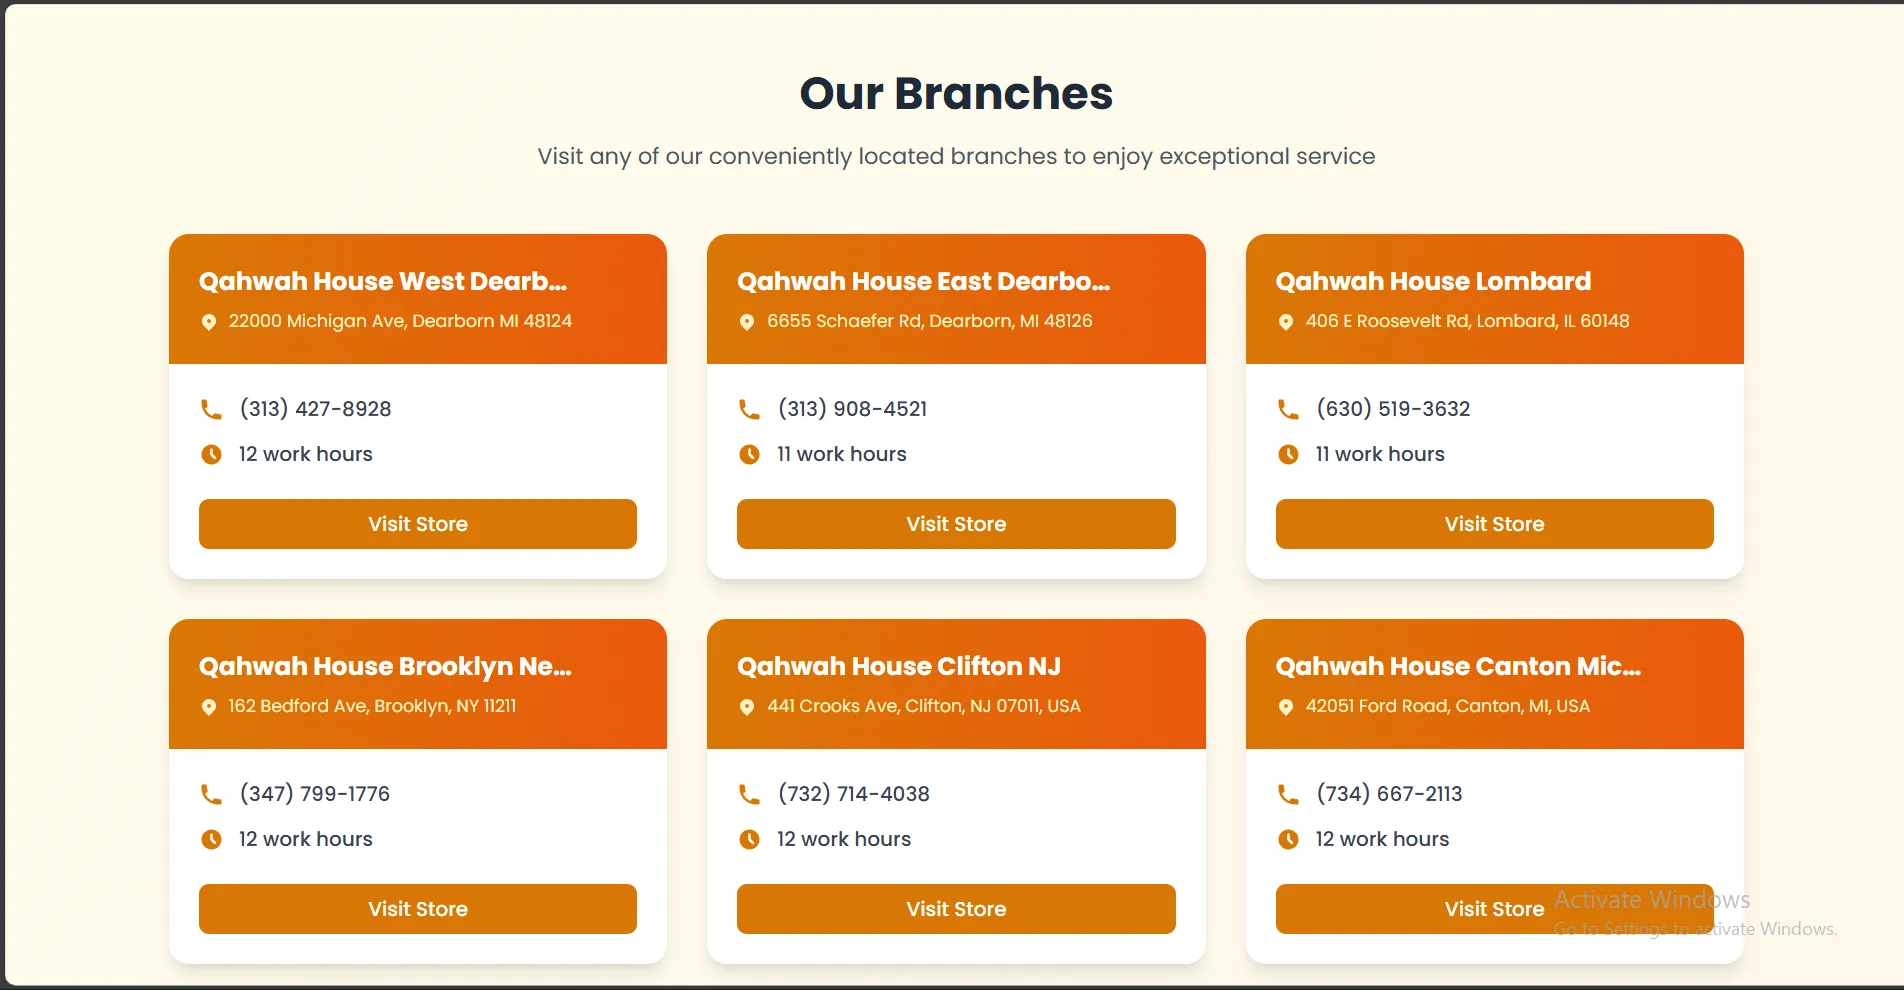 Our Branches
Visit any of our conveniently located branches to enjoy exceptional service
Qahwah House West Dearb...
22000 Michigan Ave, Dearborn MI 48124
(313) 427-8928
12 work hours
Visit Store
Qahwah House East Dearbo...
6655 Schaefer Rd, Dearborn, MI 48126
(313) 908-4521
11 work hours
Visit Store
Qahwah House Lombard
406 E Roosevelt Rd, Lombard, IL 60148
(630) 519-3632
11 work hours
Visit Store
Qahwah House Brooklyn Ne...
162 Bedford Ave, Brooklyn, NY 11211
(347) 799-1776
12 work hours
Visit Store
Qahwah House Clifton NJ
441 Crooks Ave, Clifton, NJ 07011, USA
(732) 714-4038
12 work hours
Visit Store
Qahwah House Canton Mic...
42051 Ford Road, Canton, MI, USA
(734) 667-2113
12 work hours
Visit Store
Activate Windows
Go to Settings to activate Windows.